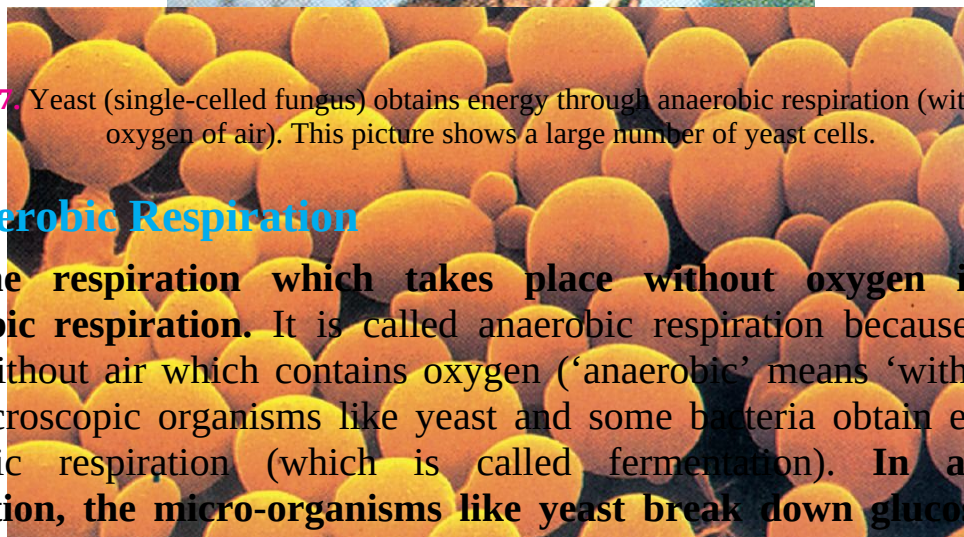 7. Yeast (single-celled fungus) obtains energy through anaerobic respiration (wit
oxygen of air). This picture shows a large number of yeast cells.
erobic Respiration
e respiration which takes place without oxygen i
bic respiration. It is called anaerobic respiration because
ithout air which contains oxygen (‘anaerobic’ means ‘with
croscopic organisms like yeast and some bacteria obtain e
ic respiration (which is called fermentation). In a
tion, the micro-organisms like yeast break down gluco